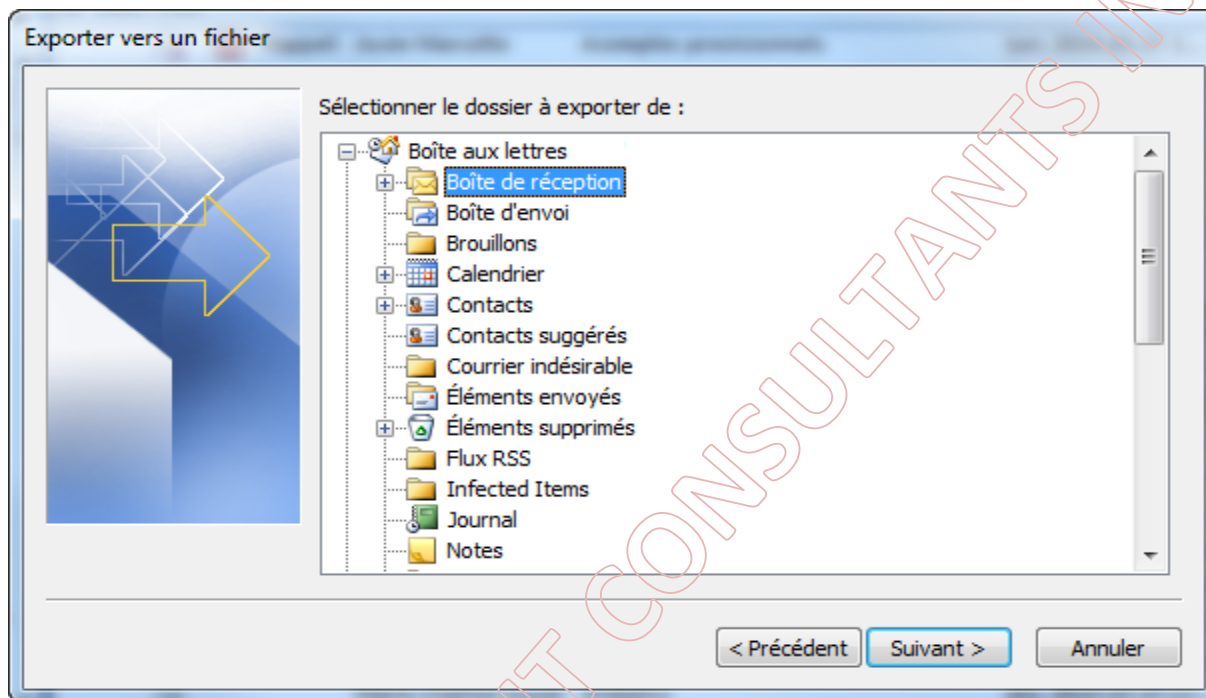 Exporter vers un fichier
Sélectionner le dossier à exporter de :
Boîte aux lettres
Boîte de réception
Boîte d'envoi
Brouillons
Calendrier
Contacts
Contacts suggérés
Courrier indésirable
Éléments envoyés
Éléments supprimés
Flux RSS
Infected Items
Journal
Notes
< Précédent
Suivant >
Annuler
CONSULTANTS